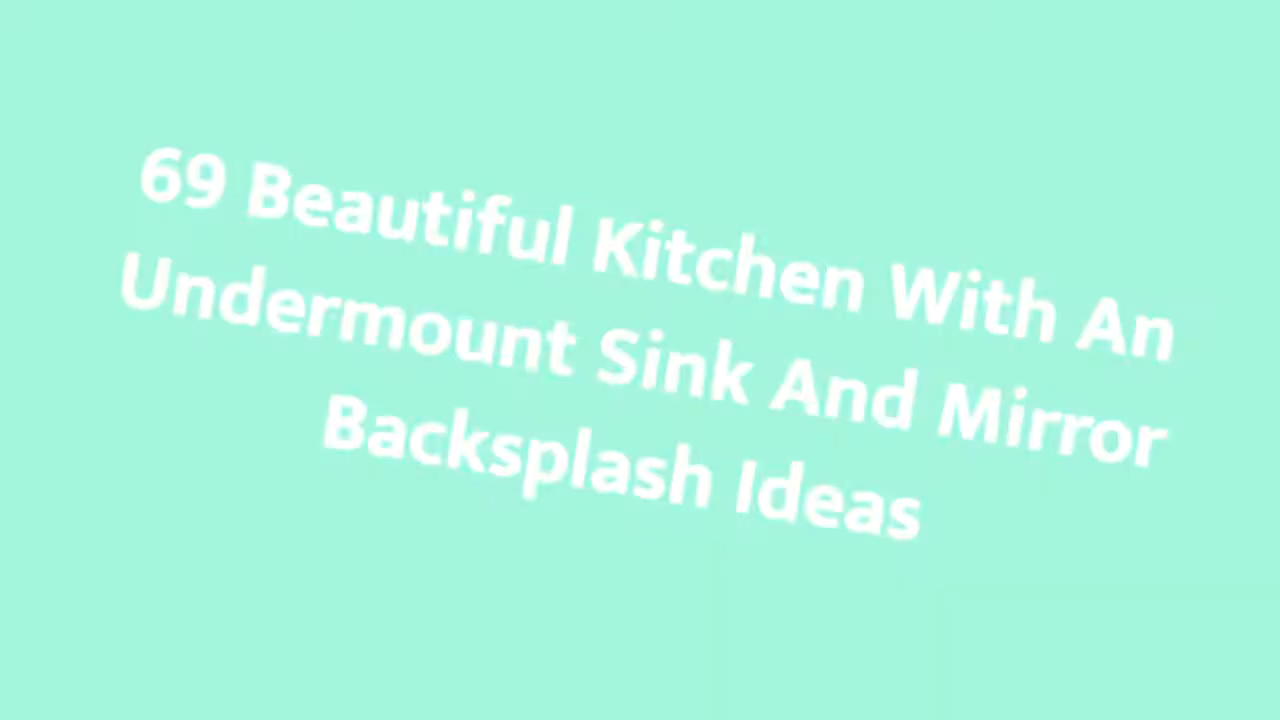 69 Beautiful Kitchen With An
Undermount Sink And Mirror
Backsplash Ideas